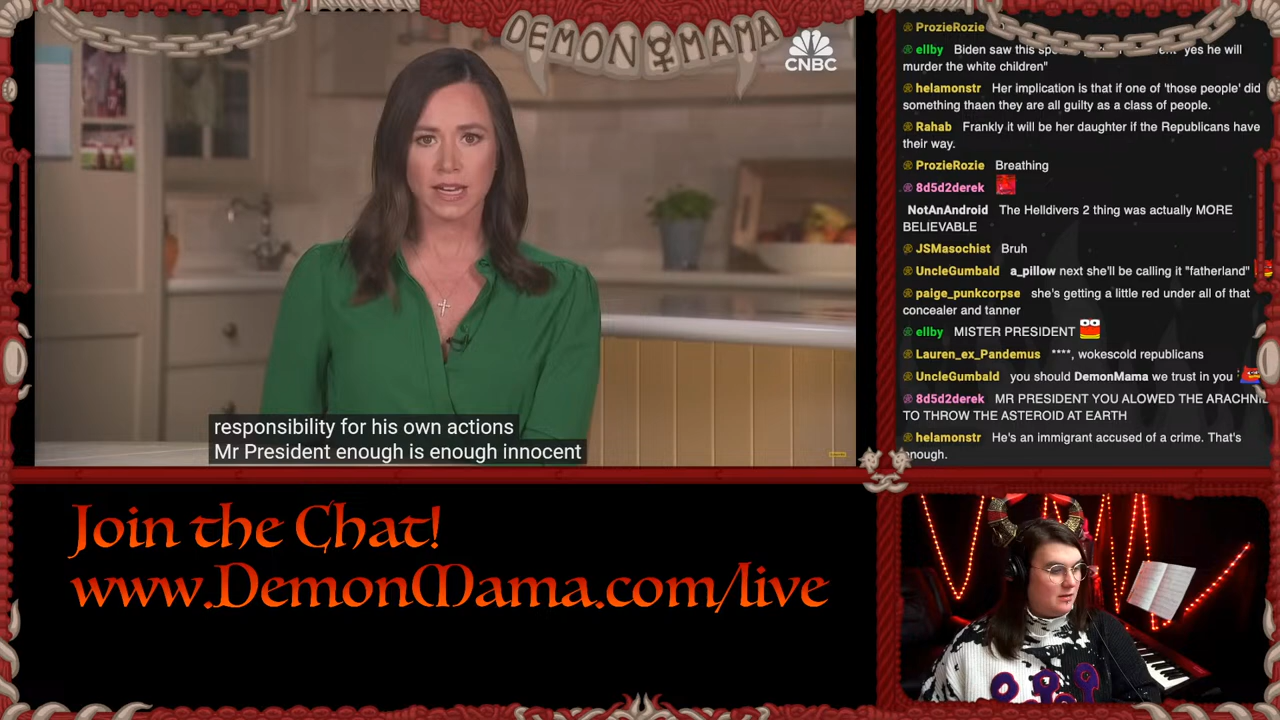 DEMON MAMA
CNBC
responsibility for his own actions
Mr President enough is enough innocent
Join the Chat!
www.DemonMama.com/live
ProzieRozie
ellby Biden saw this "yes he will
murder the white children"
helamonstr Her implication is that if one of 'those people' did
something thaen they are all guilty as a class of people.
Rahab Frankly it will be her daughter if the Republicans have
their way.
ProzieRozie Breathing
8d5d2derek
NotAnAndroid The Helldivers 2 thing was actually MORE
BELIEVABLE
JSMasochist Bruh
UncleGumbald a_pillow next she'll be calling it "fatherland"
paige_punkcorpse she's getting a little red under all of that
concealer and tanner
ellby MISTER PRESIDENT
Lauren_ex_Pandemus ****, wokescold republicans
UncleGumbald you should DemonMama we trust in you
8d5d2derek MR PRESIDENT YOU ALOWED THE
TO THROW THE ASTEROID AT EARTH
helamonstr He's an immigrant accused of a crime. That's
enough.